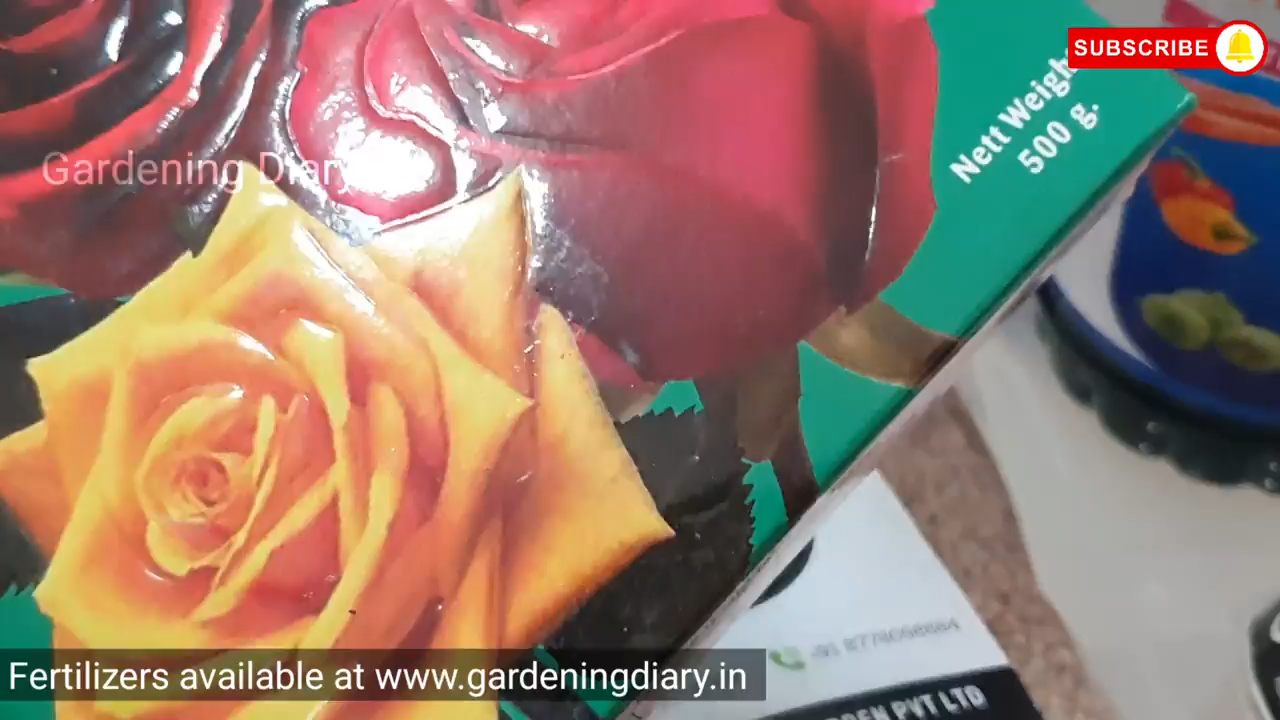 SUBSCRIBE
Nett Weight
500 g.
Gardening Diary
PVT LTD
Fertilizers available at www.gardeningdiary.in